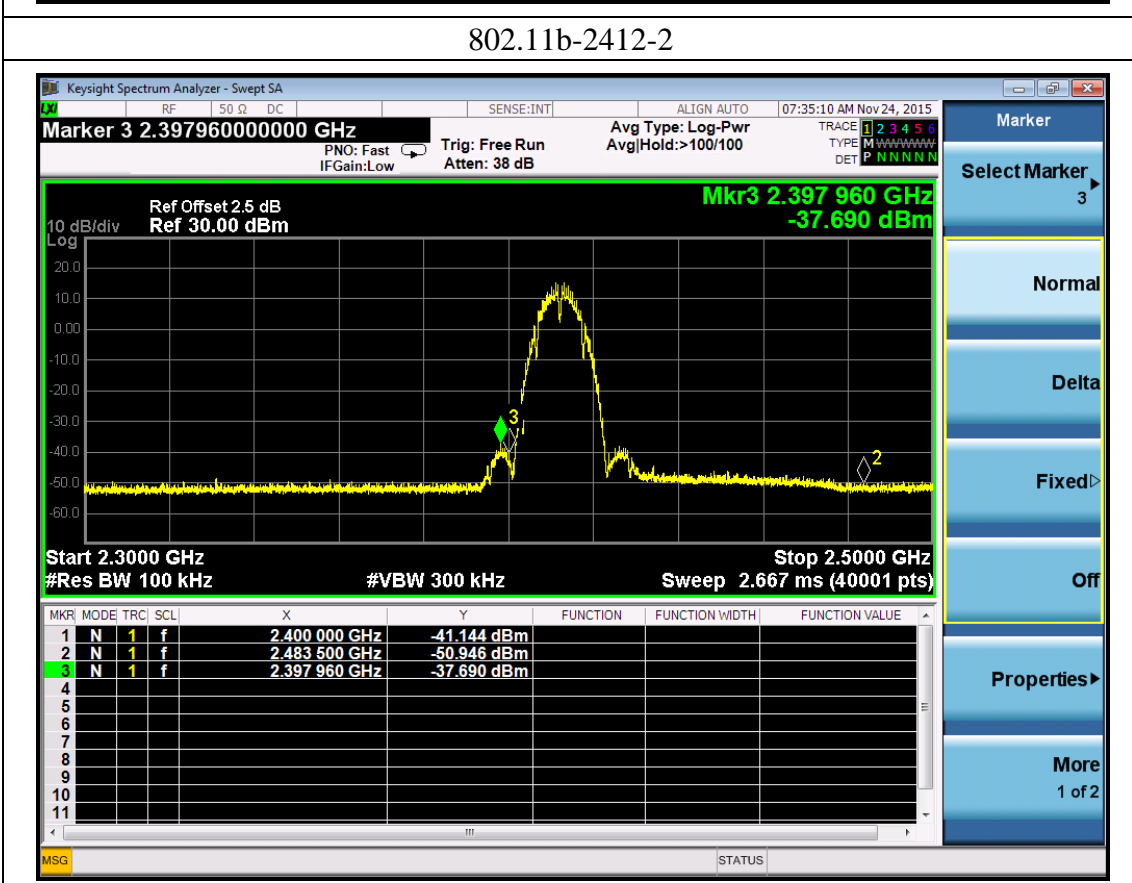 802.11b-2412-2
Keysight Spectrum Analyzer - Swept SA
LXI RF 50 Ω DC SENSE:INT ALIGN AUTO 07:35:10 AM Nov 24, 2015
Marker 3 2.397960000000 GHz
PNO: Fast
IFGain:Low
Trig: Free Run
Atten: 38 dB
Avg Type: Log-Pwr
Avg|Hold:>100/100
TRACE 1 2 3 4 5 6
TYPE M WWWWW
DET P N N N N N
Mkr3 2.397 960 GHz
-37.690 dBm
Ref Offset 2.5 dB
10 dB/div Ref 30.00 dBm
Log
20.0
10.0
0.00
-10.0
-20.0
-30.0
-40.0
-50.0
-60.0
3
2
Start 2.3000 GHz Stop 2.5000 GHz
#Res BW 100 kHz #VBW 300 kHz Sweep 2.667 ms (40001 pts)
MKR MODE TRC SCL X Y FUNCTION FUNCTION WIDTH FUNCTION VALUE
1 N 1 f 2.400 000 GHz -41.144 dBm
2 N 1 f 2.483 500 GHz -50.946 dBm
3 N 1 f 2.397 960 GHz -37.690 dBm
4
5
6
7
8
9
10
11
MSG STATUS
Marker
Select Marker
3
Normal
Delta
Fixed
Off
Properties
More
1 of 2